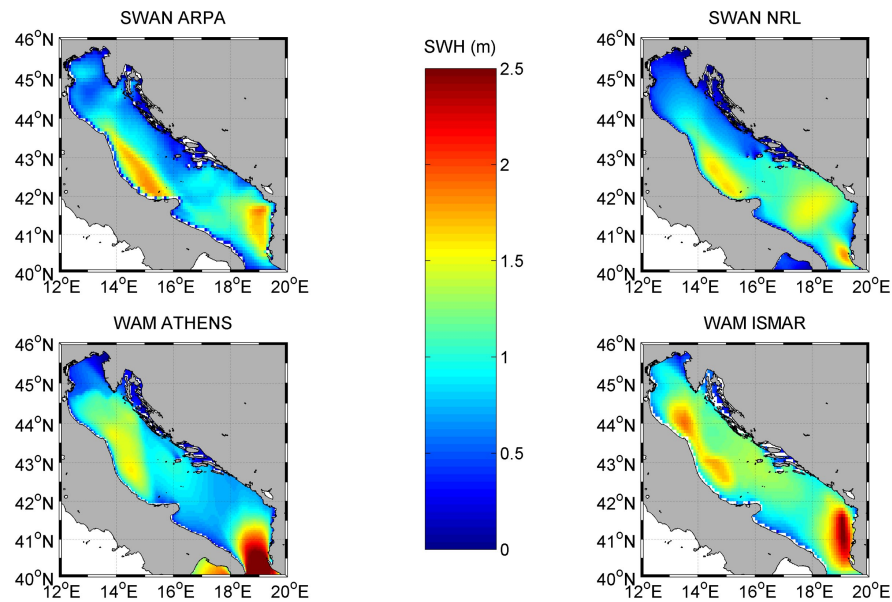 SWAN ARPA
46°N
45°N
44°N
43°N
42°N
41°N
40°N
12°E 14°E 16°E 18°E 20°E
SWH (m)
2.5
2
1.5
1
0.5
0
SWAN NRL
46°N
45°N
44°N
43°N
42°N
41°N
40°N
12°E 14°E 16°E 18°E 20°E
WAM ATHENS
46°N
45°N
44°N
43°N
42°N
41°N
40°N
12°E 14°E 16°E 18°E 20°E
WAM ISMAR
46°N
45°N
44°N
43°N
42°N
41°N
40°N
12°E 14°E 16°E 18°E 20°E